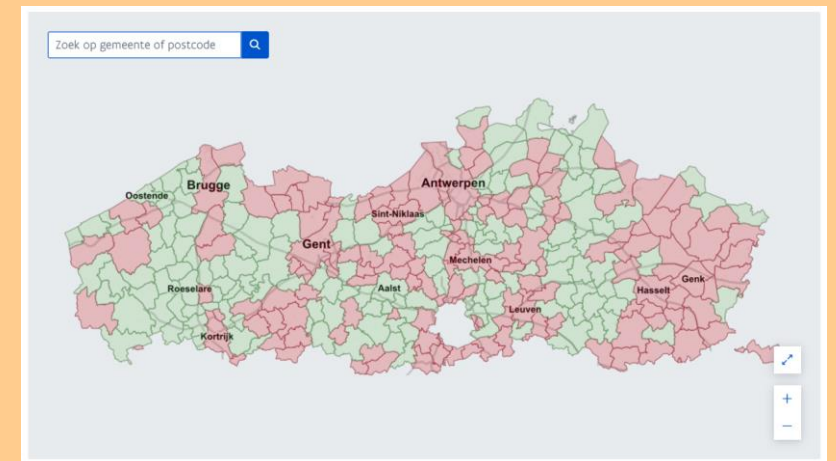 Zoek op gemeente of postcode
Brugge
Oostende
Antwerpen
Sint-Niklaas
Gent
Mechelen
Roeselare
Aalst
Genk
Hasselt
Leuven
Kortrijk
+
−